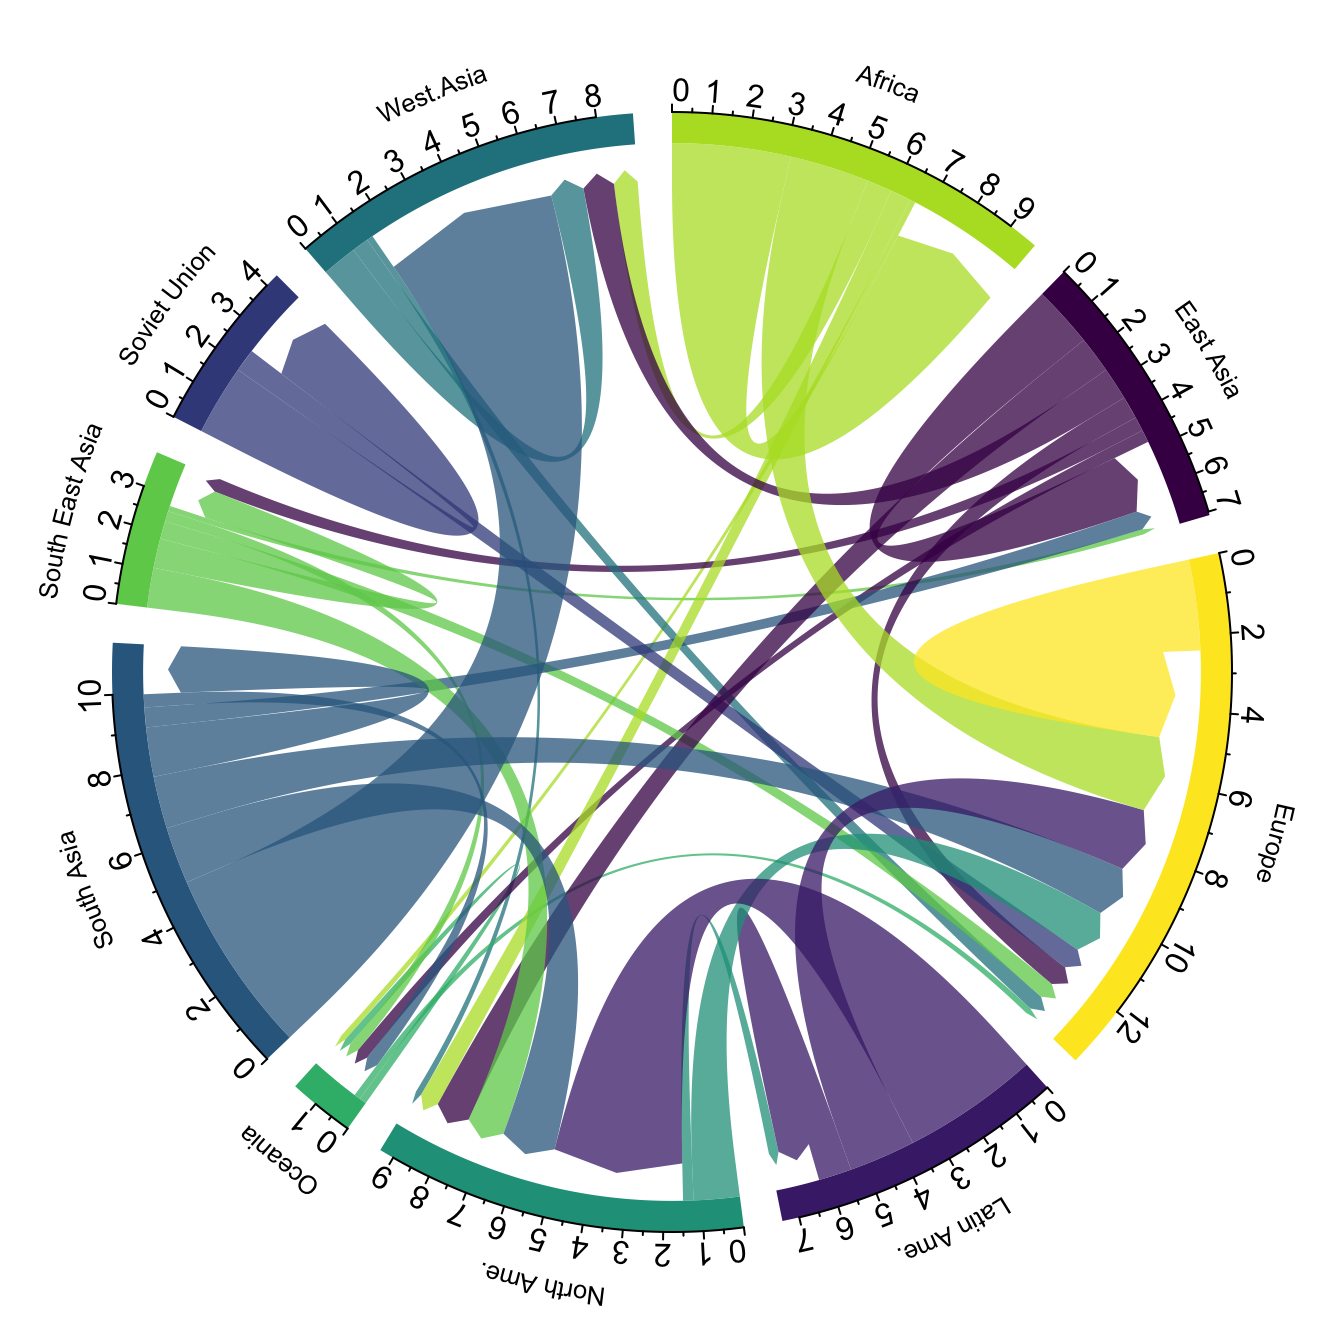 Africa
0 1 2 3 4 5 6 7 8 9
East Asia
0 1 2 3 4 5 6 7
Europe
0 2 4 6 8 10 12
Latin Ame.
0 1 2 3 4 5 6 7
North Ame.
0 1 2 3 4 5 6 7 8 9
Oceania
0 1
South Asia
0 2 4 6 8 10
South East Asia
0 1 2 3
Soviet Union
0 1 2 3 4
West.Asia
0 1 2 3 4 5 6 7 8